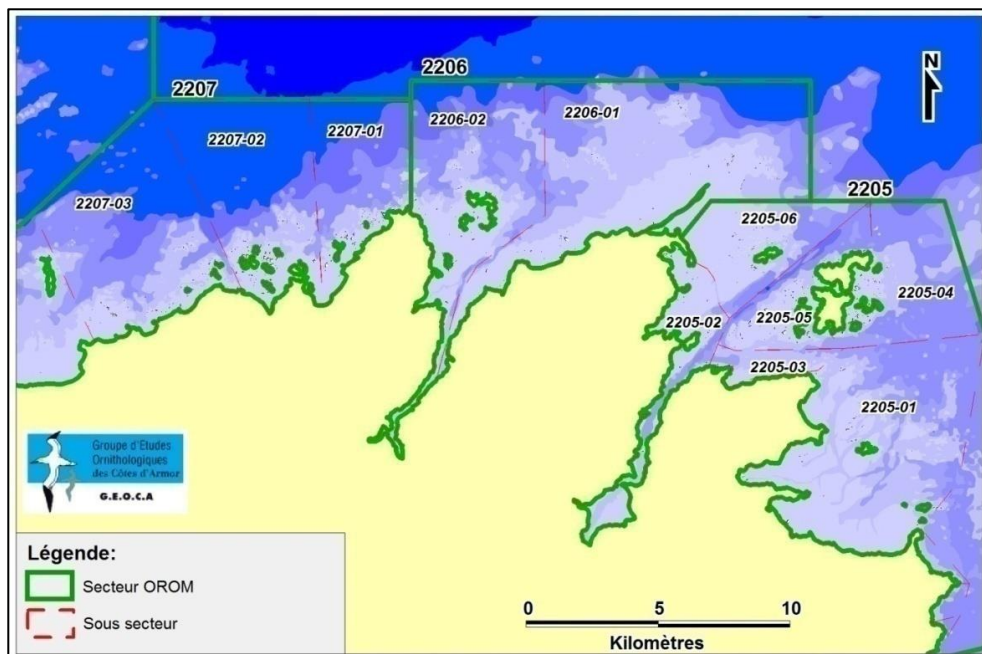 2207
2206
N
2207-02
2207-01
2206-02
2206-01
2205
2207-03
2205-06
2205-04
2205-02
2205-05
2205-03
2205-01
Groupe d'Etudes
Ornithologiques
des Côtes d'Armor
G.E.O.C.A
Légende:
Secteur OROM
Sous secteur
0 5 10
Kilomètres